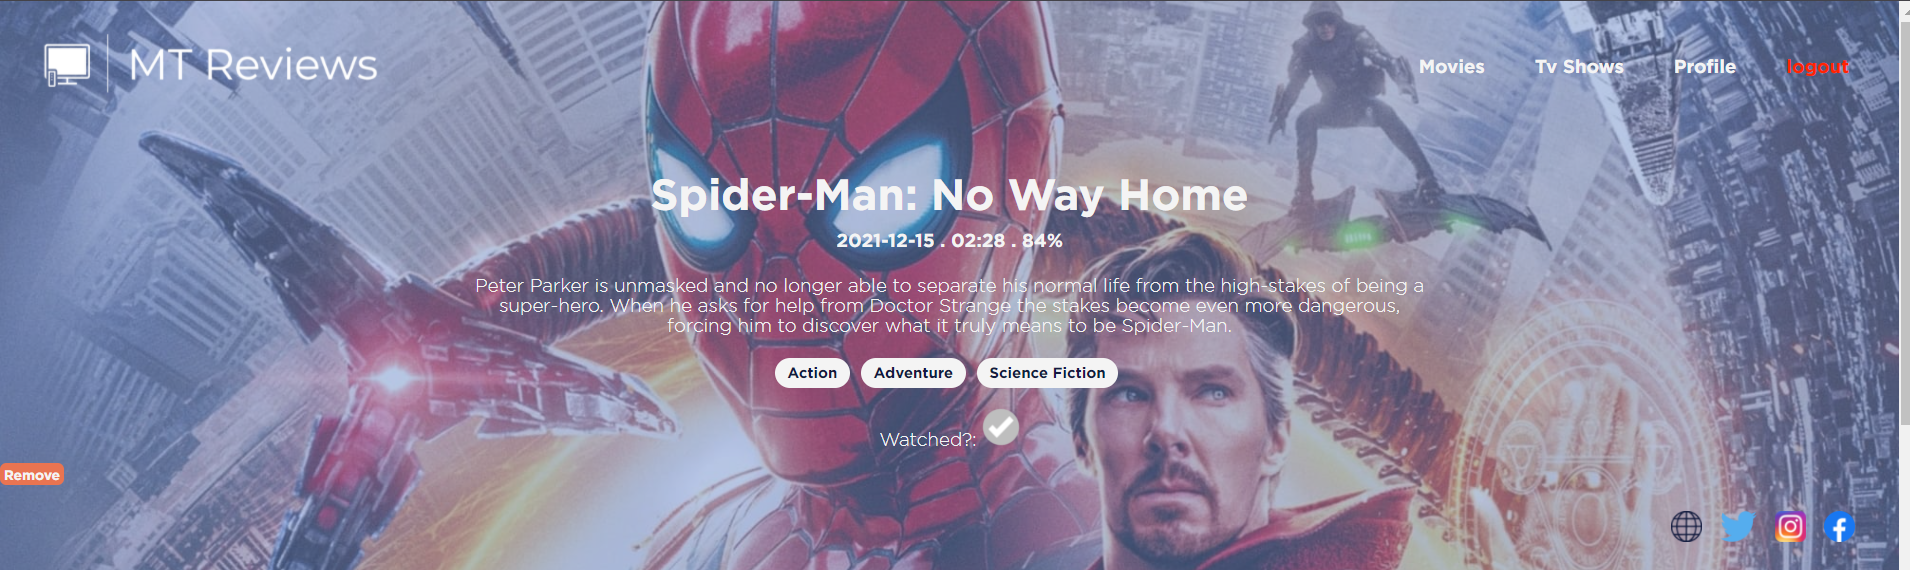 MT Reviews
Movies
Tv Shows
Profile
logout
Spider-Man: No Way Home
2021-12-15 . 02:28 . 84%
Peter Parker is unmasked and no longer able to separate his normal life from the high-stakes of being a
super-hero. When he asks for help from Doctor Strange the stakes become even more dangerous,
forcing him to discover what it truly means to be Spider-Man.
Action
Adventure
Science Fiction
Watched?:
Remove